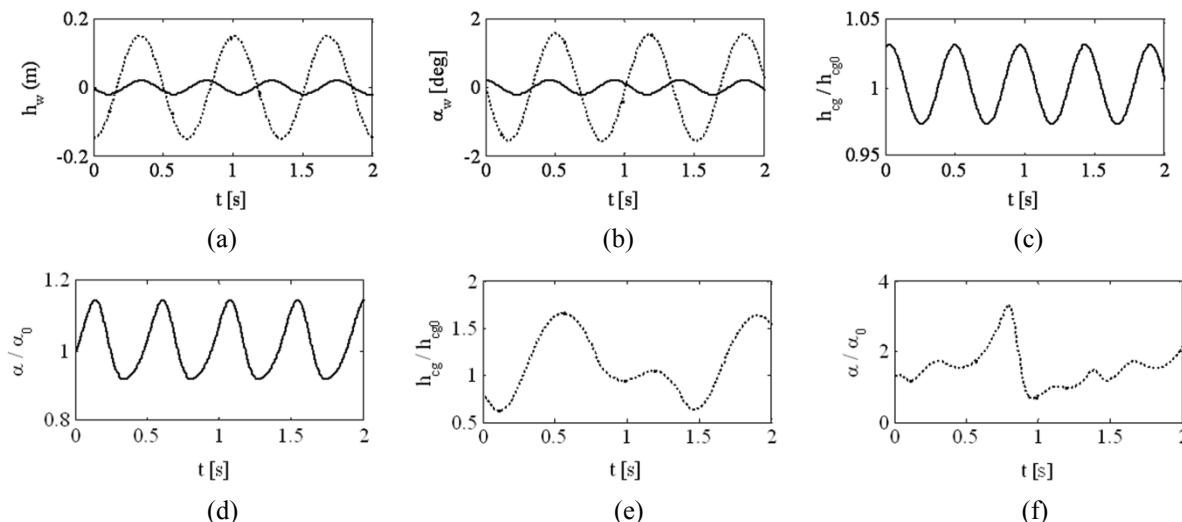 0.2
0
-0.2
h_w (m)
0 0.5 1 1.5 2
t [s]
(a)
2
0
-2
α_w [deg]
0 0.5 1 1.5 2
t [s]
(b)
1.05
1
0.95
h_cg / h_cg0
0 0.5 1 1.5 2
t [s]
(c)
1.2
1
0.8
α / α_0
0 0.5 1 1.5 2
t [s]
(d)
2
1.5
1
0.5
h_cg / h_cg0
0 0.5 1 1.5 2
t [s]
(e)
4
2
0
α / α_0
0 0.5 1 1.5 2
t [s]
(f)